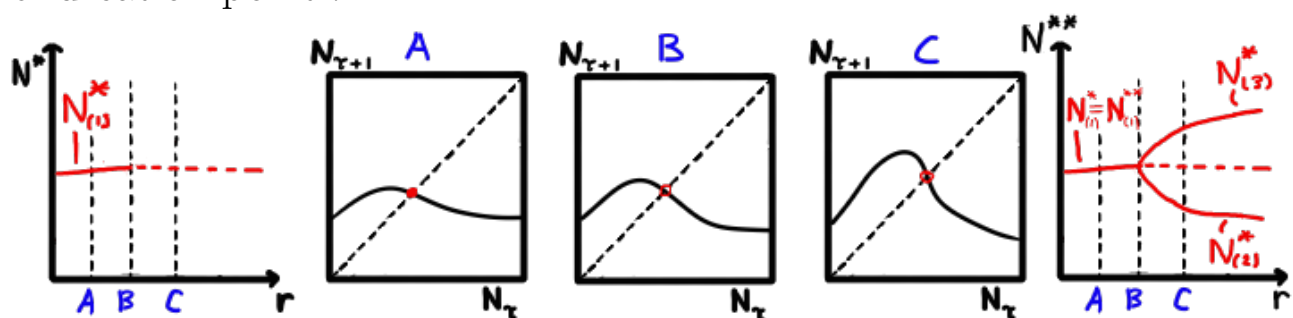 N*
N*(1)
A B C
r
N_{τ+1} A
N_τ
N_{τ+1} B
N_τ
N_{τ+1} C
N_τ
N**
N*(1) = N**(1)
N*(3)
N*(2)
A B C
r